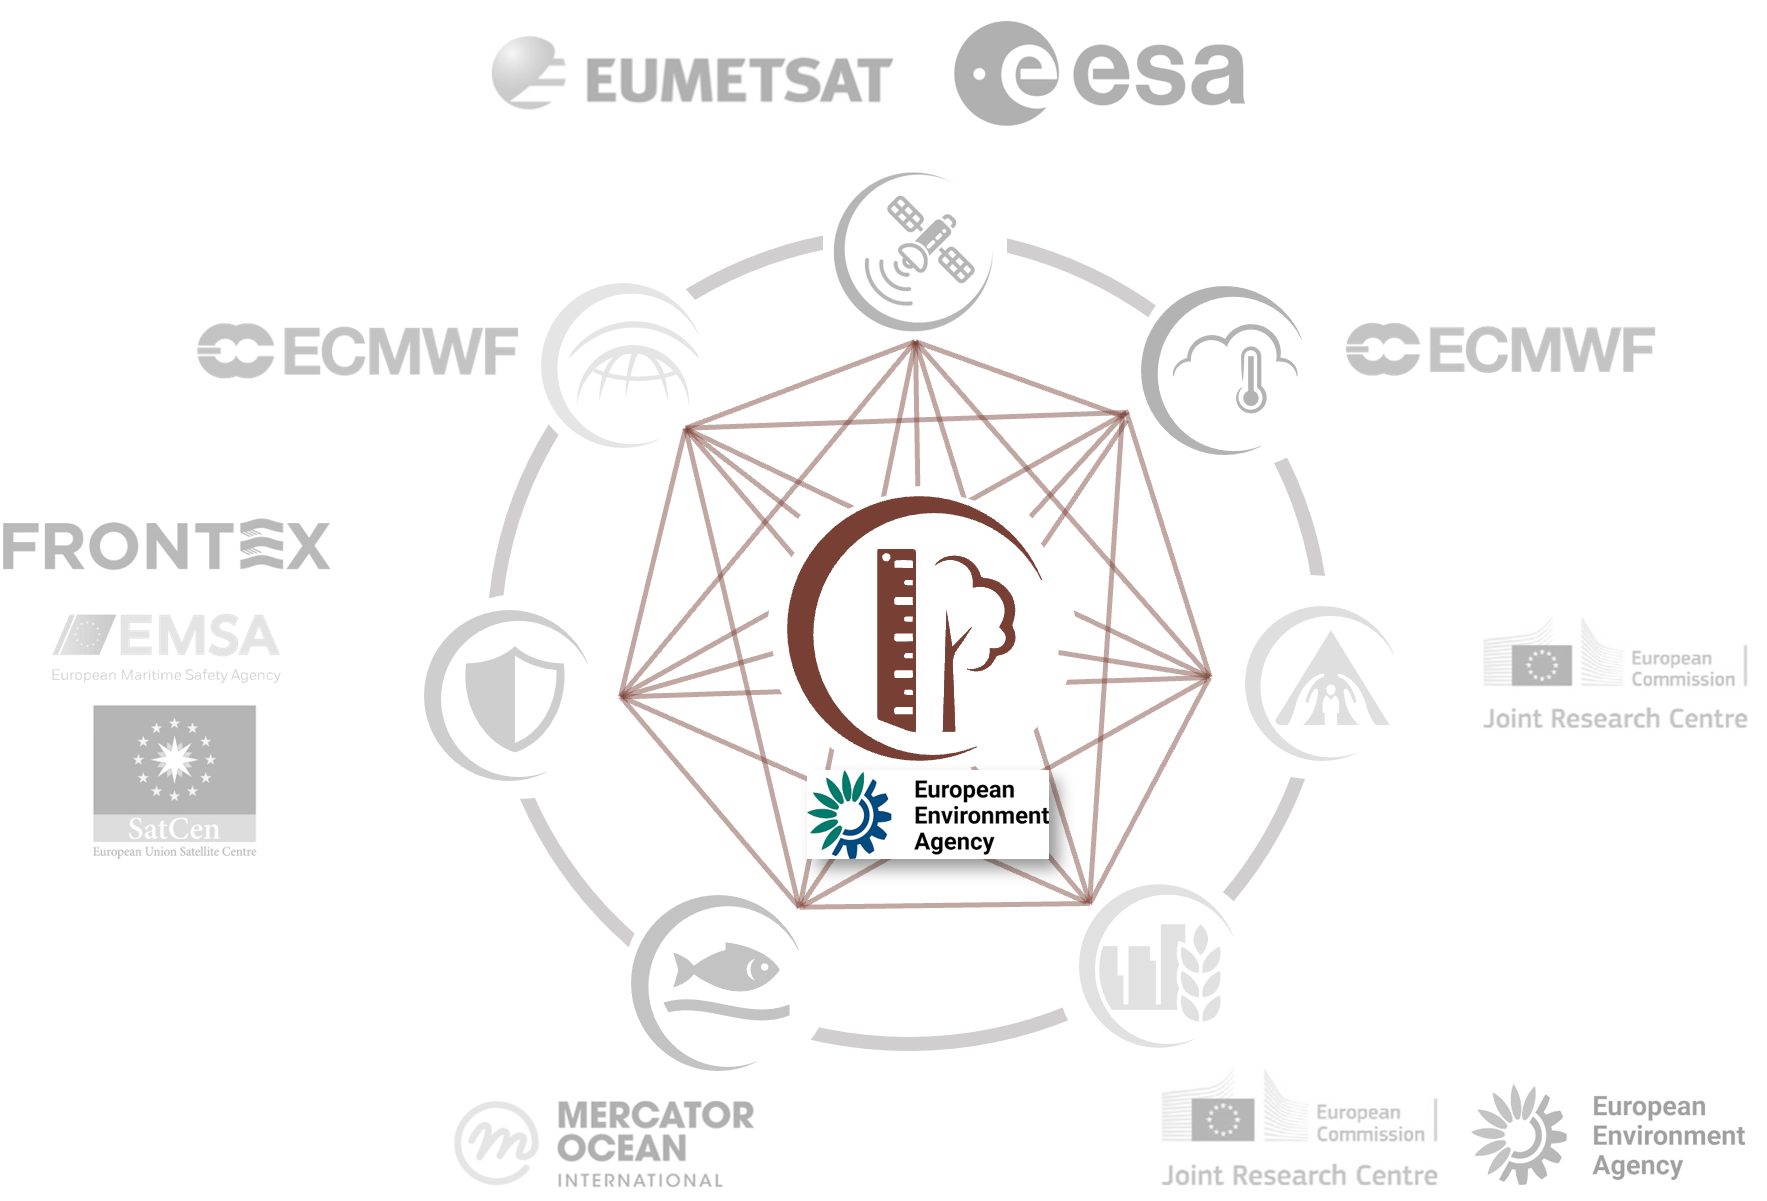 EUMETSAT
esa
ECMWF
ECMWF
FRONTEX
EMSA
European Maritime Safety Agency
SatCen
European Union Satellite Centre
European
Commission
Joint Research Centre
European
Environment
Agency
MERCATOR
OCEAN
INTERNATIONAL
European
Commission
Joint Research Centre
European
Environment
Agency